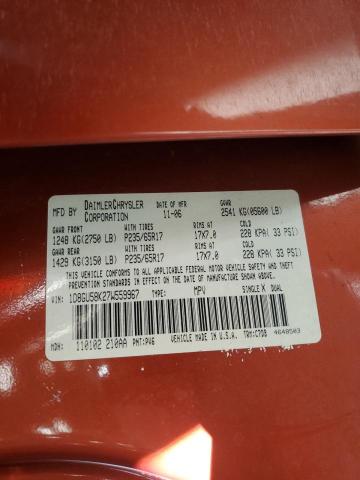 MFD BY DAIMLERCHRYSLER CORPORATION DATE OF MFR 11-06 GVWR 2541 KG(05600 LB)
GAWR FRONT WITH TIRES RIMS AT COLD
1248 KG(2750 LB) P235/65R17 17X7.0 228 KPA( 33 PSI)
GAWR REAR WITH TIRES RIMS AT COLD
1429 KG(3150 LB) P235/65R17 17X7.0 228 KPA( 33 PSI)
THIS VEHICLE CONFORMS TO ALL APPLICABLE FEDERAL MOTOR VEHICLE SAFETY, BUMPER, AND THEFT
PREVENTION STANDARDS IN EFFECT ON THE DATE OF MANUFACTURE SHOWN ABOVE.
VIN: 1D8GU58K27W559967 TYPE: MPV SINGLE X DUAL
MDH: 110102 210AA PNT: PV6 VEHICLE MADE IN U.S.A. TRM: C7DB 4648503